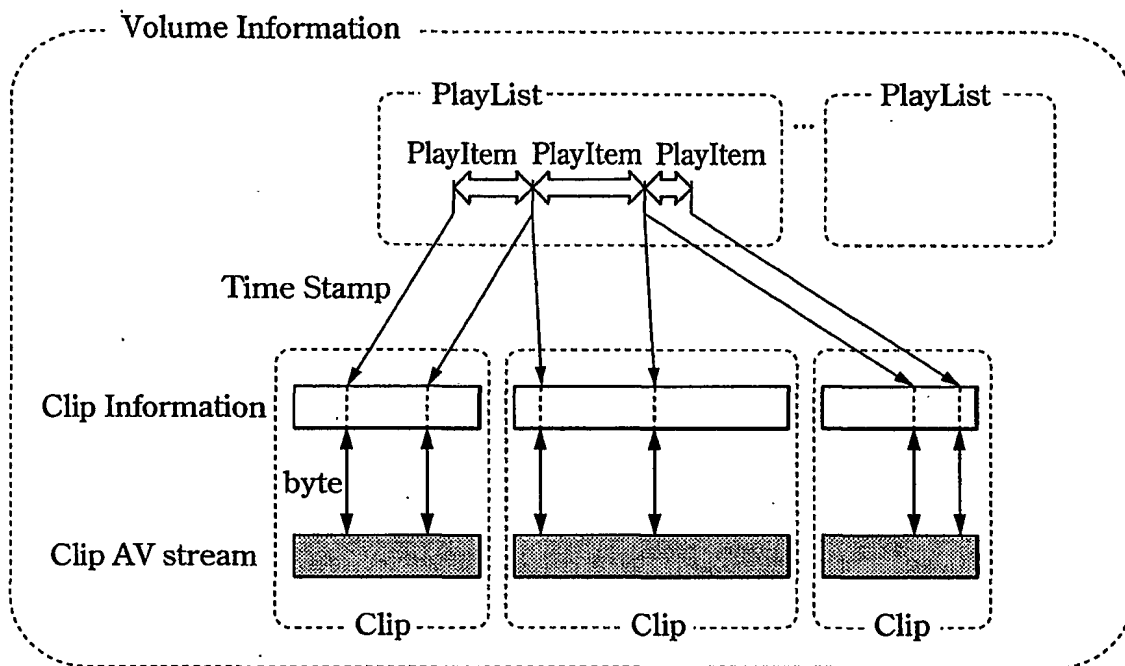 Volume Information
PlayList PlayList
...
PlayItem PlayItem PlayItem
Time Stamp
Clip Information
byte
Clip AV stream
Clip Clip Clip